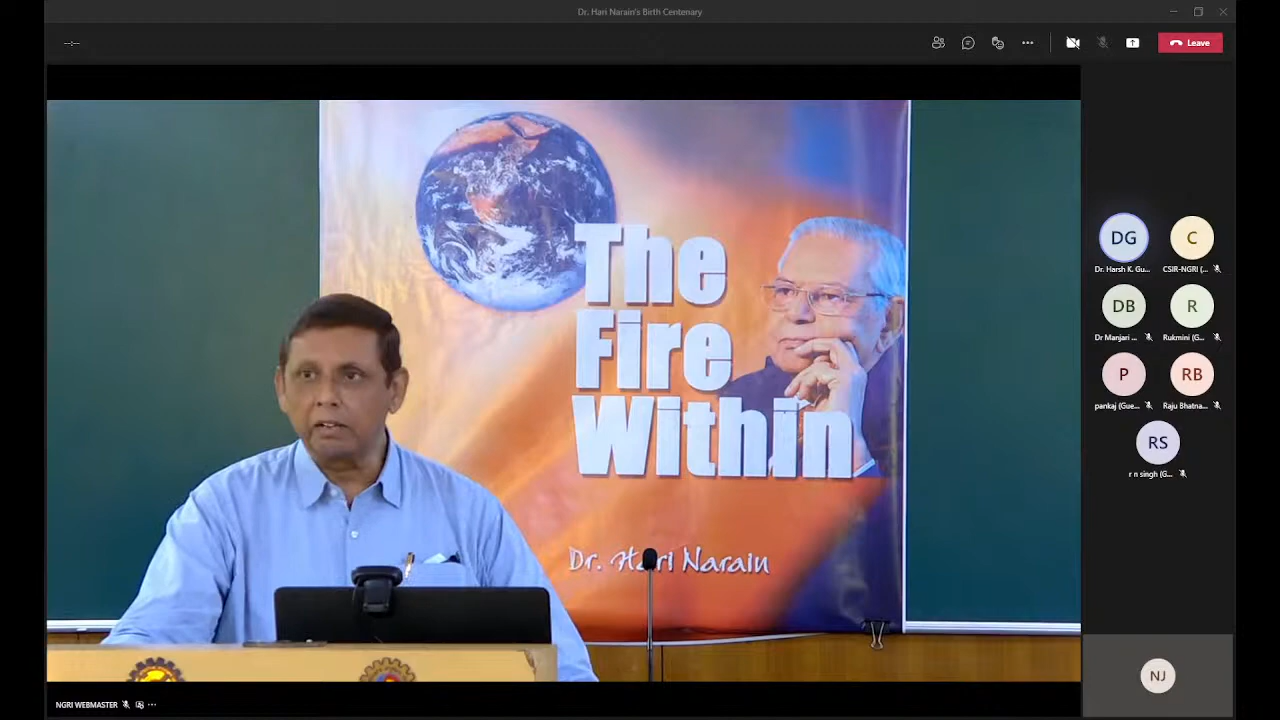 Dr. Hari Narain's Birth Centenary
--:--
Leave
The
Fire
Within
Dr. Hari Narain
DG
C
Dr. Harsh K. Gu...
CSIR-NGRI (...
DB
R
Dr Manjari ...
Rukmini (G...
P
RB
pankaj (Gue...
Raju Bhatna...
RS
r n singh (G...
NJ
NGRI WEBMASTER